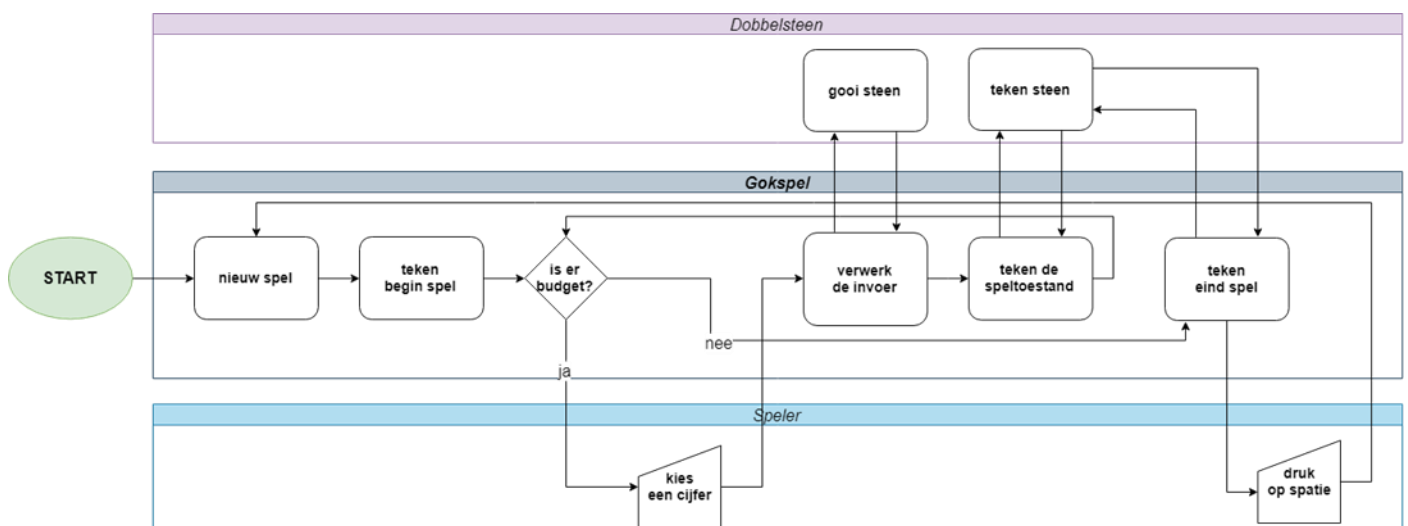 Dobbelsteen
gooi steen
teken steen
Gokspel
START
nieuw spel
teken
begin spel
is er
budget?
verwerk
de invoer
teken de
speltoestand
teken
eind spel
nee
ja
Speler
kies
een cijfer
druk
op spatie